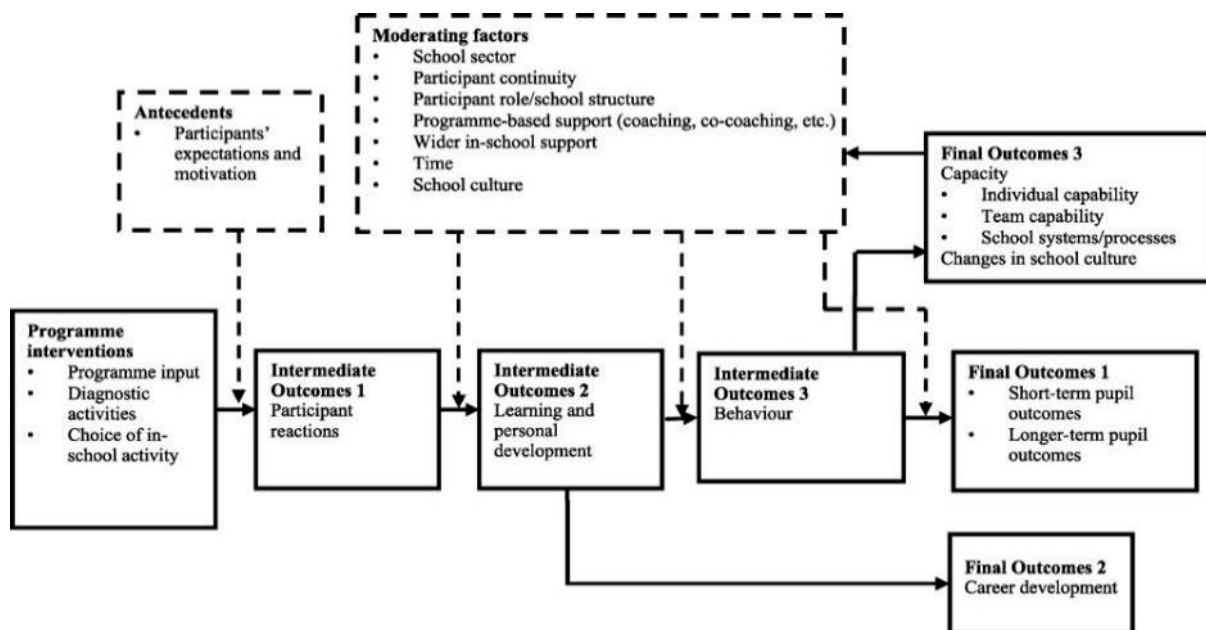 Moderating factors
• School sector
• Participant continuity
• Participant role/school structure
• Programme-based support (coaching, co-coaching, etc.)
• Wider in-school support
• Time
• School culture
Antecedents
• Participants’
expectations and
motivation
Final Outcomes 3
Capacity
• Individual capability
• Team capability
• School systems/processes
Changes in school culture
Programme
interventions
• Programme input
• Diagnostic
activities
• Choice of in-
school activity
Intermediate
Outcomes 1
Participant
reactions
Intermediate
Outcomes 2
Learning and
personal
development
Intermediate
Outcomes 3
Behaviour
Final Outcomes 1
• Short-term pupil
outcomes
• Longer-term pupil
outcomes
Final Outcomes 2
Career development